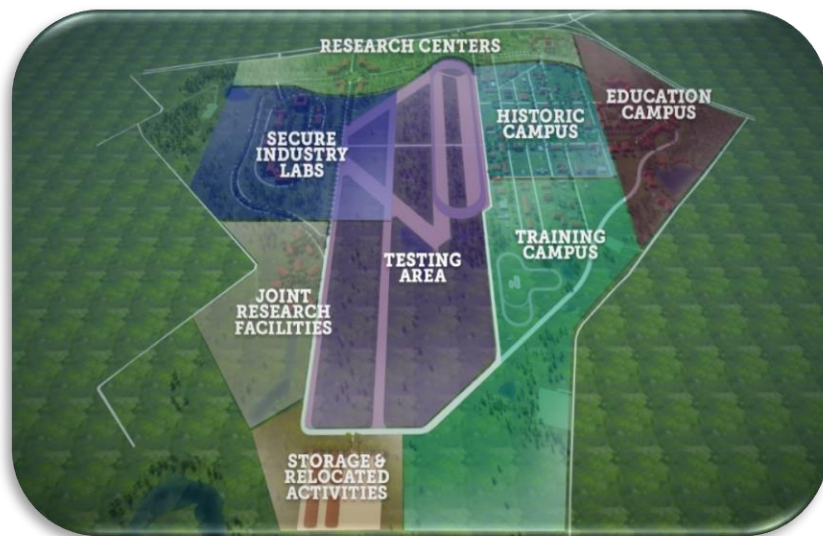 RESEARCH CENTERS
EDUCATION
CAMPUS
HISTORIC
CAMPUS
SECURE
INDUSTRY
LABS
TRAINING
CAMPUS
TESTING
AREA
JOINT
RESEARCH
FACILITIES
STORAGE &
RELOCATED
ACTIVITIES